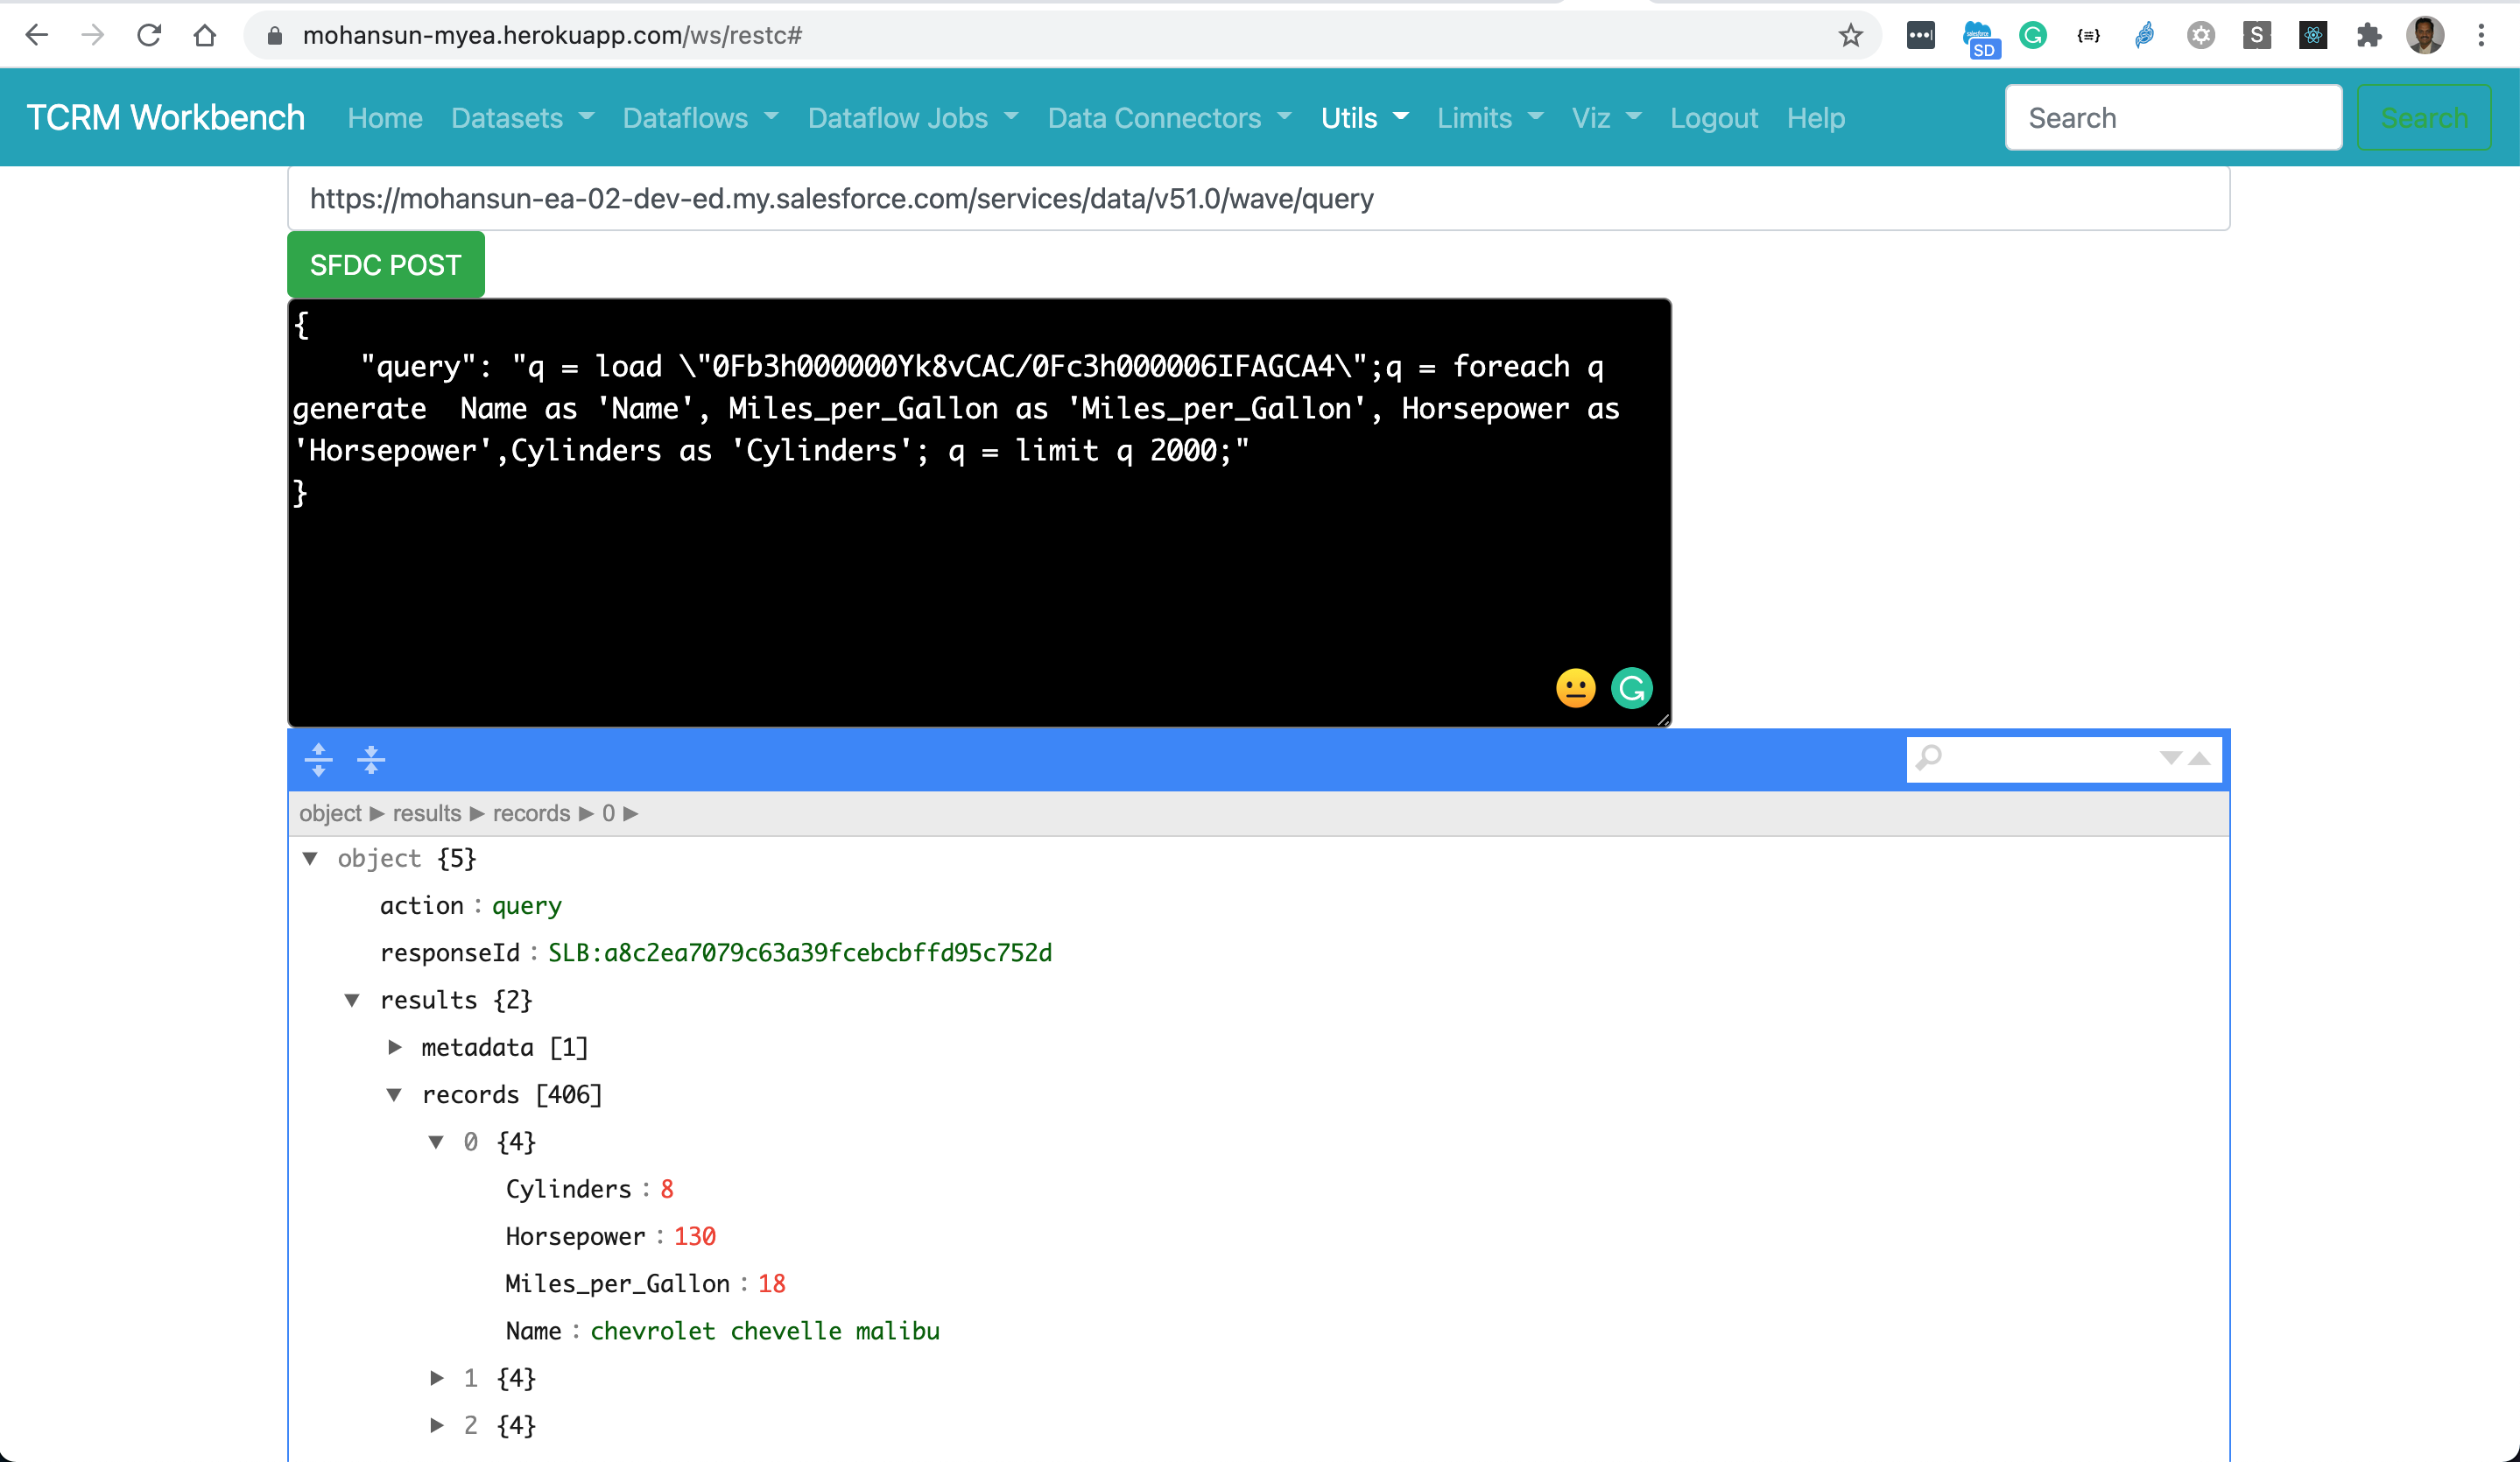 mohansun-myea.herokuapp.com/ws/restc#
SD
S
TCRM Workbench Home Datasets Dataflows Dataflow Jobs Data Connectors Utils Limits Viz Logout Help Search Search
https://mohansun-ea-02-dev-ed.my.salesforce.com/services/data/v51.0/wave/query
SFDC POST
{
"query": "q = load \"0Fb3h000000Yk8vCAC/0Fc3h000006IFAGCA4\";q = foreach q
generate  Name as 'Name', Miles_per_Gallon as 'Miles_per_Gallon', Horsepower as
'Horsepower',Cylinders as 'Cylinders'; q = limit q 2000;"
}
object ▶ results ▶ records ▶ 0 ▶
object {5}
action : query
responseId : SLB:a8c2ea7079c63a39fcebcbffd95c752d
results {2}
metadata [1]
records [406]
0 {4}
Cylinders : 8
Horsepower : 130
Miles_per_Gallon : 18
Name : chevrolet chevelle malibu
1 {4}
2 {4}